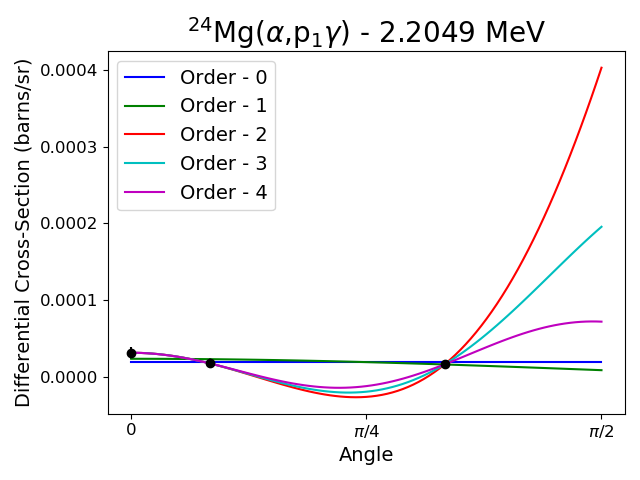 ²⁴Mg(α,p₁γ) - 2.2049 MeV
Order - 0
Order - 1
Order - 2
Order - 3
Order - 4
Differential Cross-Section (barns/sr)
0.0004
0.0003
0.0002
0.0001
0.0000
0 π/4 π/2
Angle